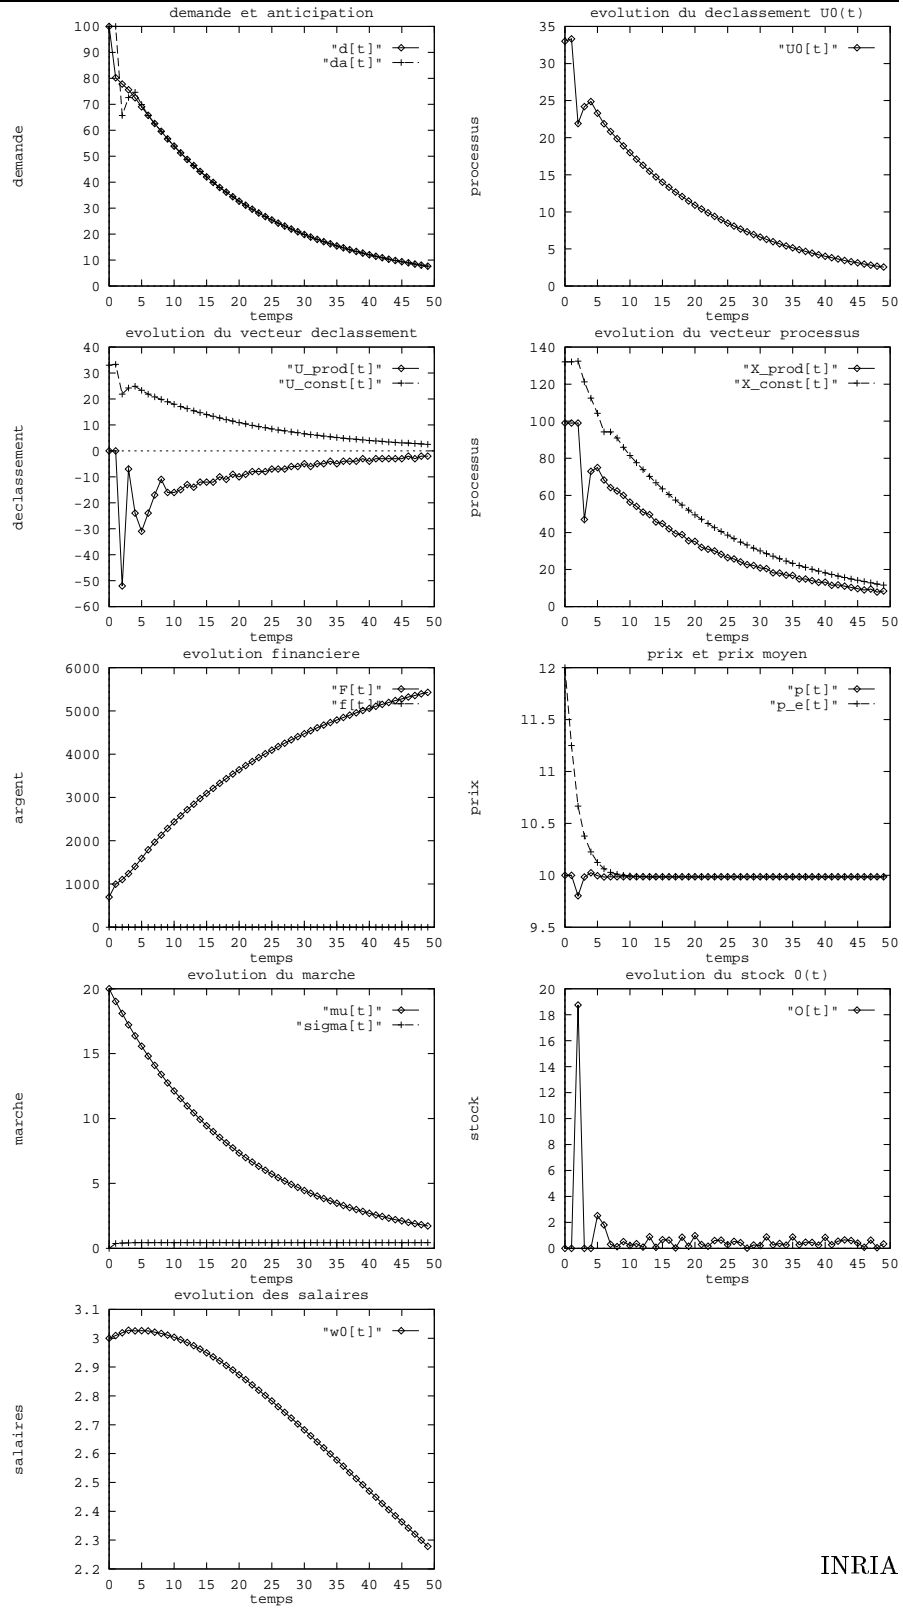 demande et anticipation
100
90
80
70
60
50
40
30
20
10
0
demande
"d[t]"
"da[t]"
0 5 10 15 20 25 30 35 40 45 50
temps
evolution du declassement U0(t)
35
30
25
20
15
10
5
0
processus
"U0[t]"
0 5 10 15 20 25 30 35 40 45 50
temps
evolution du vecteur declassement
40
30
20
10
0
-10
-20
-30
-40
-50
-60
declassement
"U_prod[t]"
"U_const[t]"
0 5 10 15 20 25 30 35 40 45 50
temps
evolution du vecteur processus
140
120
100
80
60
40
20
0
processus
"X_prod[t]"
"X_const[t]"
0 5 10 15 20 25 30 35 40 45 50
temps
evolution financiere
6000
5000
4000
3000
2000
1000
0
argent
"F[t]"
"f[t]"
0 5 10 15 20 25 30 35 40 45 50
temps
prix et prix moyen
12
11.5
11
10.5
10
9.5
prix
"p[t]"
"p_e[t]"
0 5 10 15 20 25 30 35 40 45 50
temps
evolution du marche
20
15
10
5
0
marche
"mu[t]"
"sigma[t]"
0 5 10 15 20 25 30 35 40 45 50
temps
evolution du stock 0(t)
20
18
16
14
12
10
8
6
4
2
0
stock
"O[t]"
0 5 10 15 20 25 30 35 40 45 50
temps
evolution des salaires
3.1
3
2.9
2.8
2.7
2.6
2.5
2.4
2.3
2.2
salaires
"w0[t]"
0 5 10 15 20 25 30 35 40 45 50
temps
INRIA